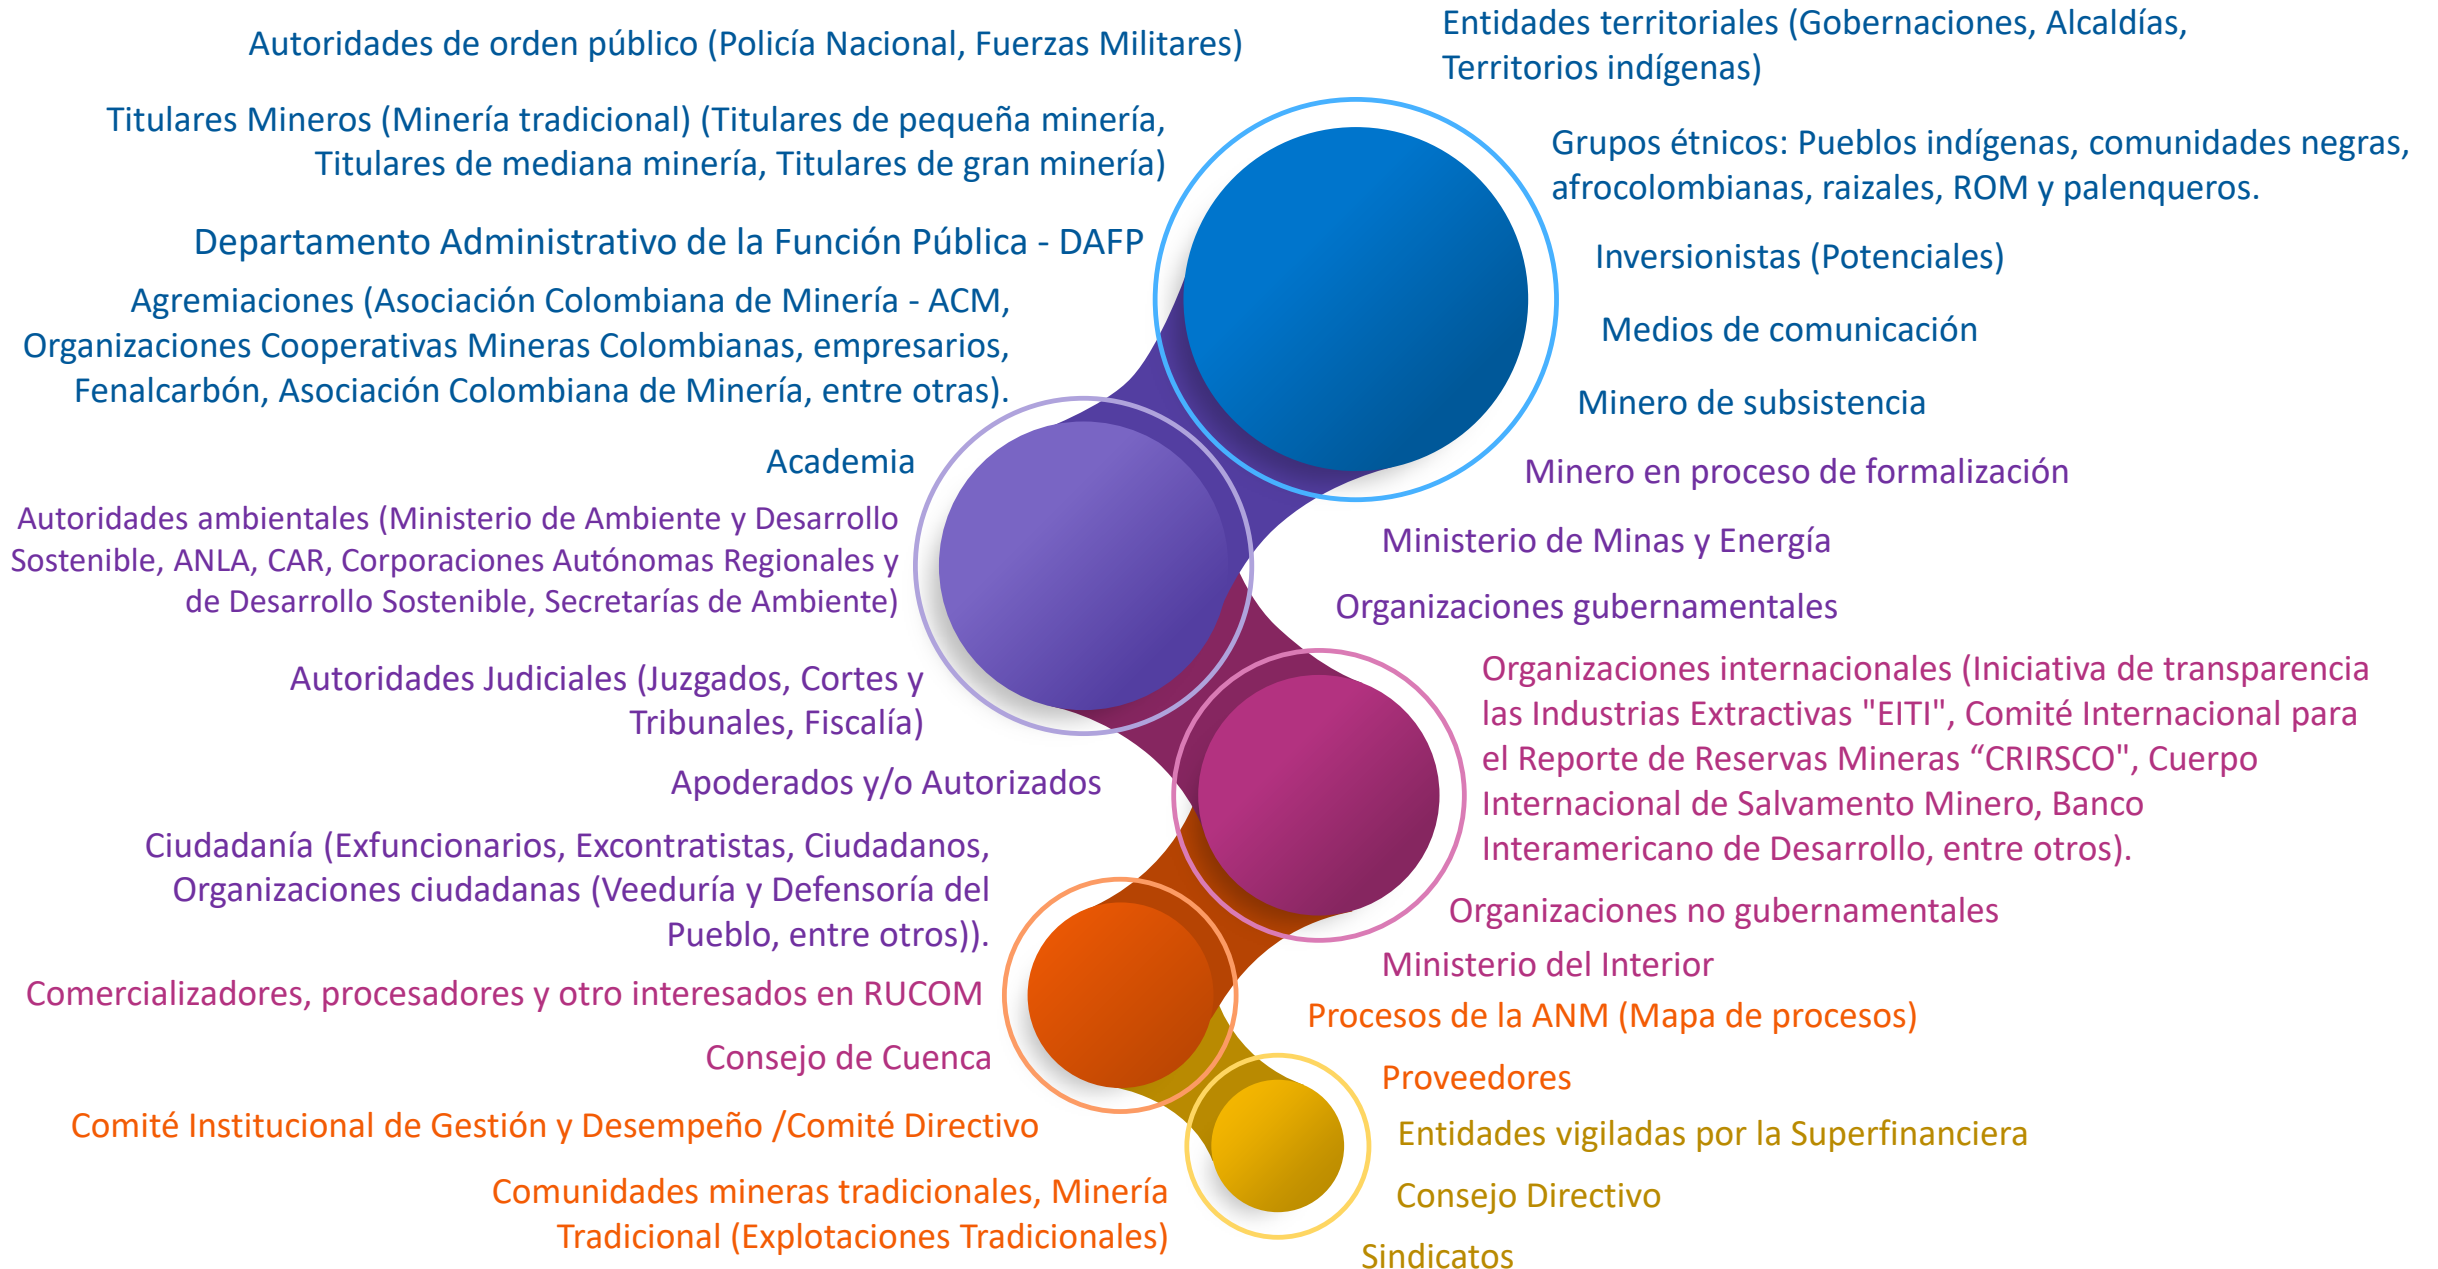 Autoridades de orden público (Policía Nacional, Fuerzas Militares)
Titulares Mineros (Minería tradicional) (Titulares de pequeña minería,
Titulares de mediana minería, Titulares de gran minería)
Departamento Administrativo de la Función Pública - DAFP
Agremiaciones (Asociación Colombiana de Minería - ACM,
Organizaciones Cooperativas Mineras Colombianas, empresarios,
Fenalcarbón, Asociación Colombiana de Minería, entre otras).
Academia
Autoridades ambientales (Ministerio de Ambiente y Desarrollo
Sostenible, ANLA, CAR, Corporaciones Autónomas Regionales y
de Desarrollo Sostenible, Secretarías de Ambiente)
Autoridades Judiciales (Juzgados, Cortes y
Tribunales, Fiscalía)
Apoderados y/o Autorizados
Ciudadanía (Exfuncionarios, Excontratistas, Ciudadanos,
Organizaciones ciudadanas (Veeduría y Defensoría del
Pueblo, entre otros)).
Comercializadores, procesadores y otro interesados en RUCOM
Consejo de Cuenca
Comité Institucional de Gestión y Desempeño /Comité Directivo
Comunidades mineras tradicionales, Minería
Tradicional (Explotaciones Tradicionales)
Entidades territoriales (Gobernaciones, Alcaldías,
Territorios indígenas)
Grupos étnicos: Pueblos indígenas, comunidades negras,
afrocolombianas, raizales, ROM y palenqueros.
Inversionistas (Potenciales)
Medios de comunicación
Minero de subsistencia
Minero en proceso de formalización
Ministerio de Minas y Energía
Organizaciones gubernamentales
Organizaciones internacionales (Iniciativa de transparencia
las Industrias Extractivas "EITI", Comité Internacional para
el Reporte de Reservas Mineras “CRIRSCO", Cuerpo
Internacional de Salvamento Minero, Banco
Interamericano de Desarrollo, entre otros).
Organizaciones no gubernamentales
Ministerio del Interior
Procesos de la ANM (Mapa de procesos)
Proveedores
Entidades vigiladas por la Superfinanciera
Consejo Directivo
Sindicatos